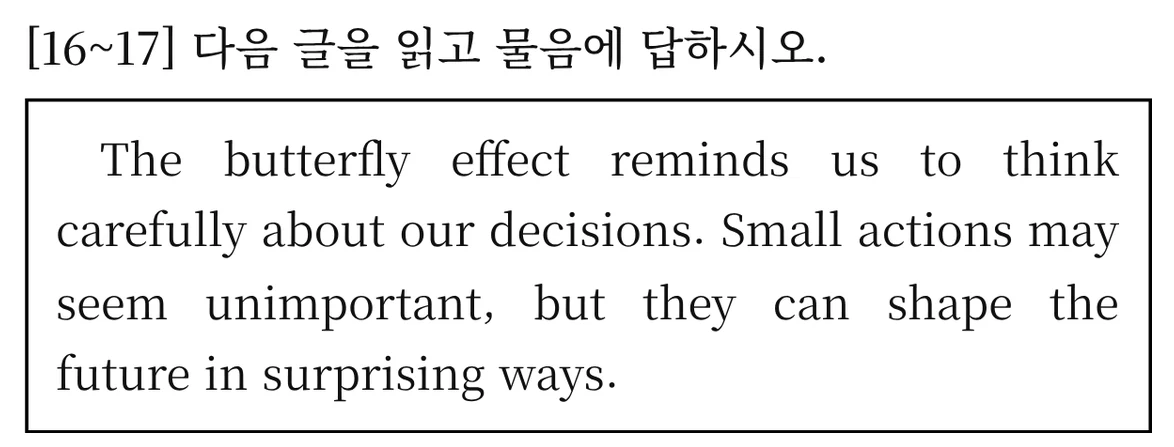 [16~17] 다음 글을 읽고 물음에 답하시오.
The butterfly effect reminds us to think
carefully about our decisions. Small actions may
seem unimportant, but they can shape the
future in surprising ways.